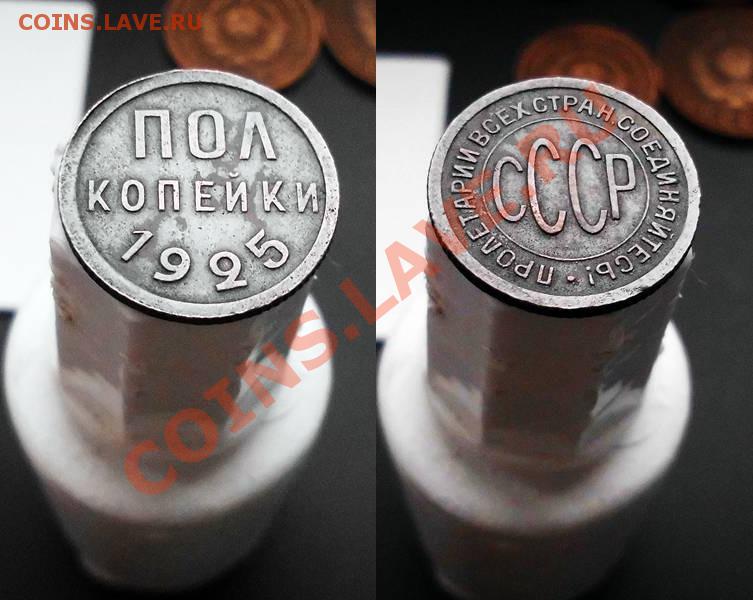 COINS.LAVE.RU
ПОЛ
КОПЕЙКИ
1925
ПРОЛЕТАРИИ ВСЕХ СТРАН, СОЕДИНЯЙТЕСЬ!
СССР
COINS.LAVE.RU